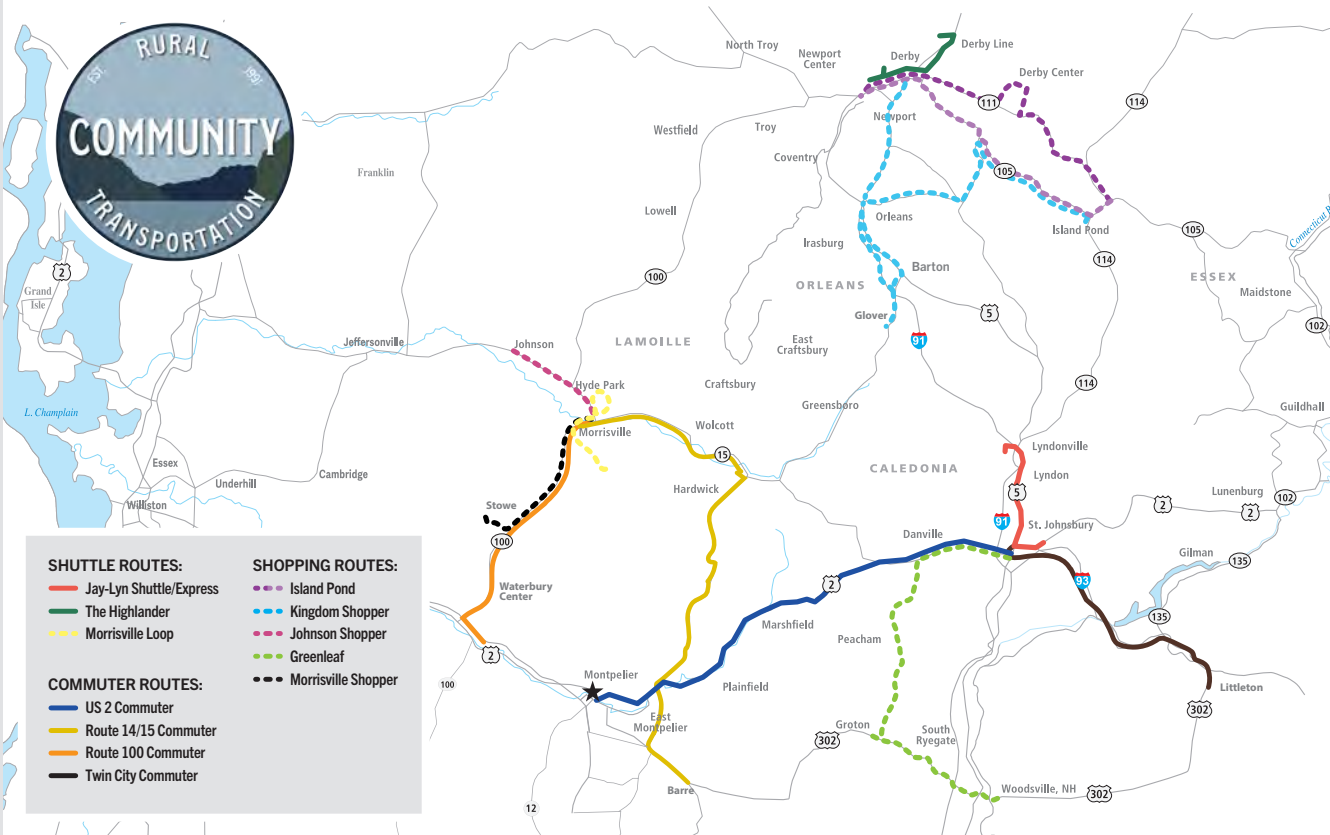 RURAL
EST.
1991
COMMUNITY
TRANSPORTATION
North Troy
Newport
Center
Derby
Derby Line
Derby Center
111
114
Newport
Westfield
Troy
Coventry
105
Franklin
Lowell
Orleans
Island Pond
Irasburg
105
Connecticut
2
Grand
Isle
100
ORLEANS
Barton
114
ESSEX
Maidstone
5
102
Glover
91
Jeffersonville
Johnson
LAMOILLE
East
Craftsbury
Hyde Park
Craftsbury
114
L. Champlain
Greensboro
Guildhall
Morrisville
Wolcott
15
Lyndonville
Essex
Cambridge
CALEDONIA
Lyndon
Underhill
Hardwick
5
Lunenburg
102
Williston
Stowe
2
2
91
St. Johnsbury
100
Danville
Gilman
135
93
Waterbury
Center
2
135
Marshfield
Peacham
2
Montpelier
100
Plainfield
Littleton
East
Montpelier
302
Groton
South
Ryegate
302
Barre
Woodsville, NH
302
12
SHUTTLE ROUTES:
Jay-Lyn Shuttle/Express
The Highlander
Morrisville Loop
COMMUTER ROUTES:
US 2 Commuter
Route 14/15 Commuter
Route 100 Commuter
Twin City Commuter
SHOPPING ROUTES:
Island Pond
Kingdom Shopper
Johnson Shopper
Greenleaf
Morrisville Shopper